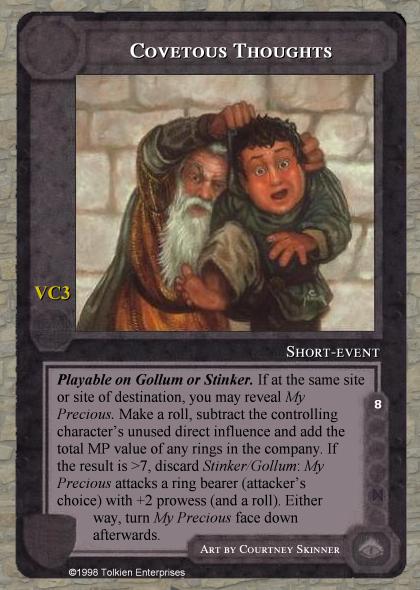 Covetous Thoughts
VC3
Short-event
Playable on Gollum or Stinker. If at the same site
or site of destination, you may reveal My
Precious. Make a roll, subtract the controlling
character's unused direct influence and add the
total MP value of any rings in the company. If
the result is >7, discard Stinker/Gollum: My
Precious attacks a ring bearer (attacker's
choice) with +2 prowess (and a roll). Either
way, turn My Precious face down
afterwards.
8
Art by Courtney Skinner
©1998 Tolkien Enterprises